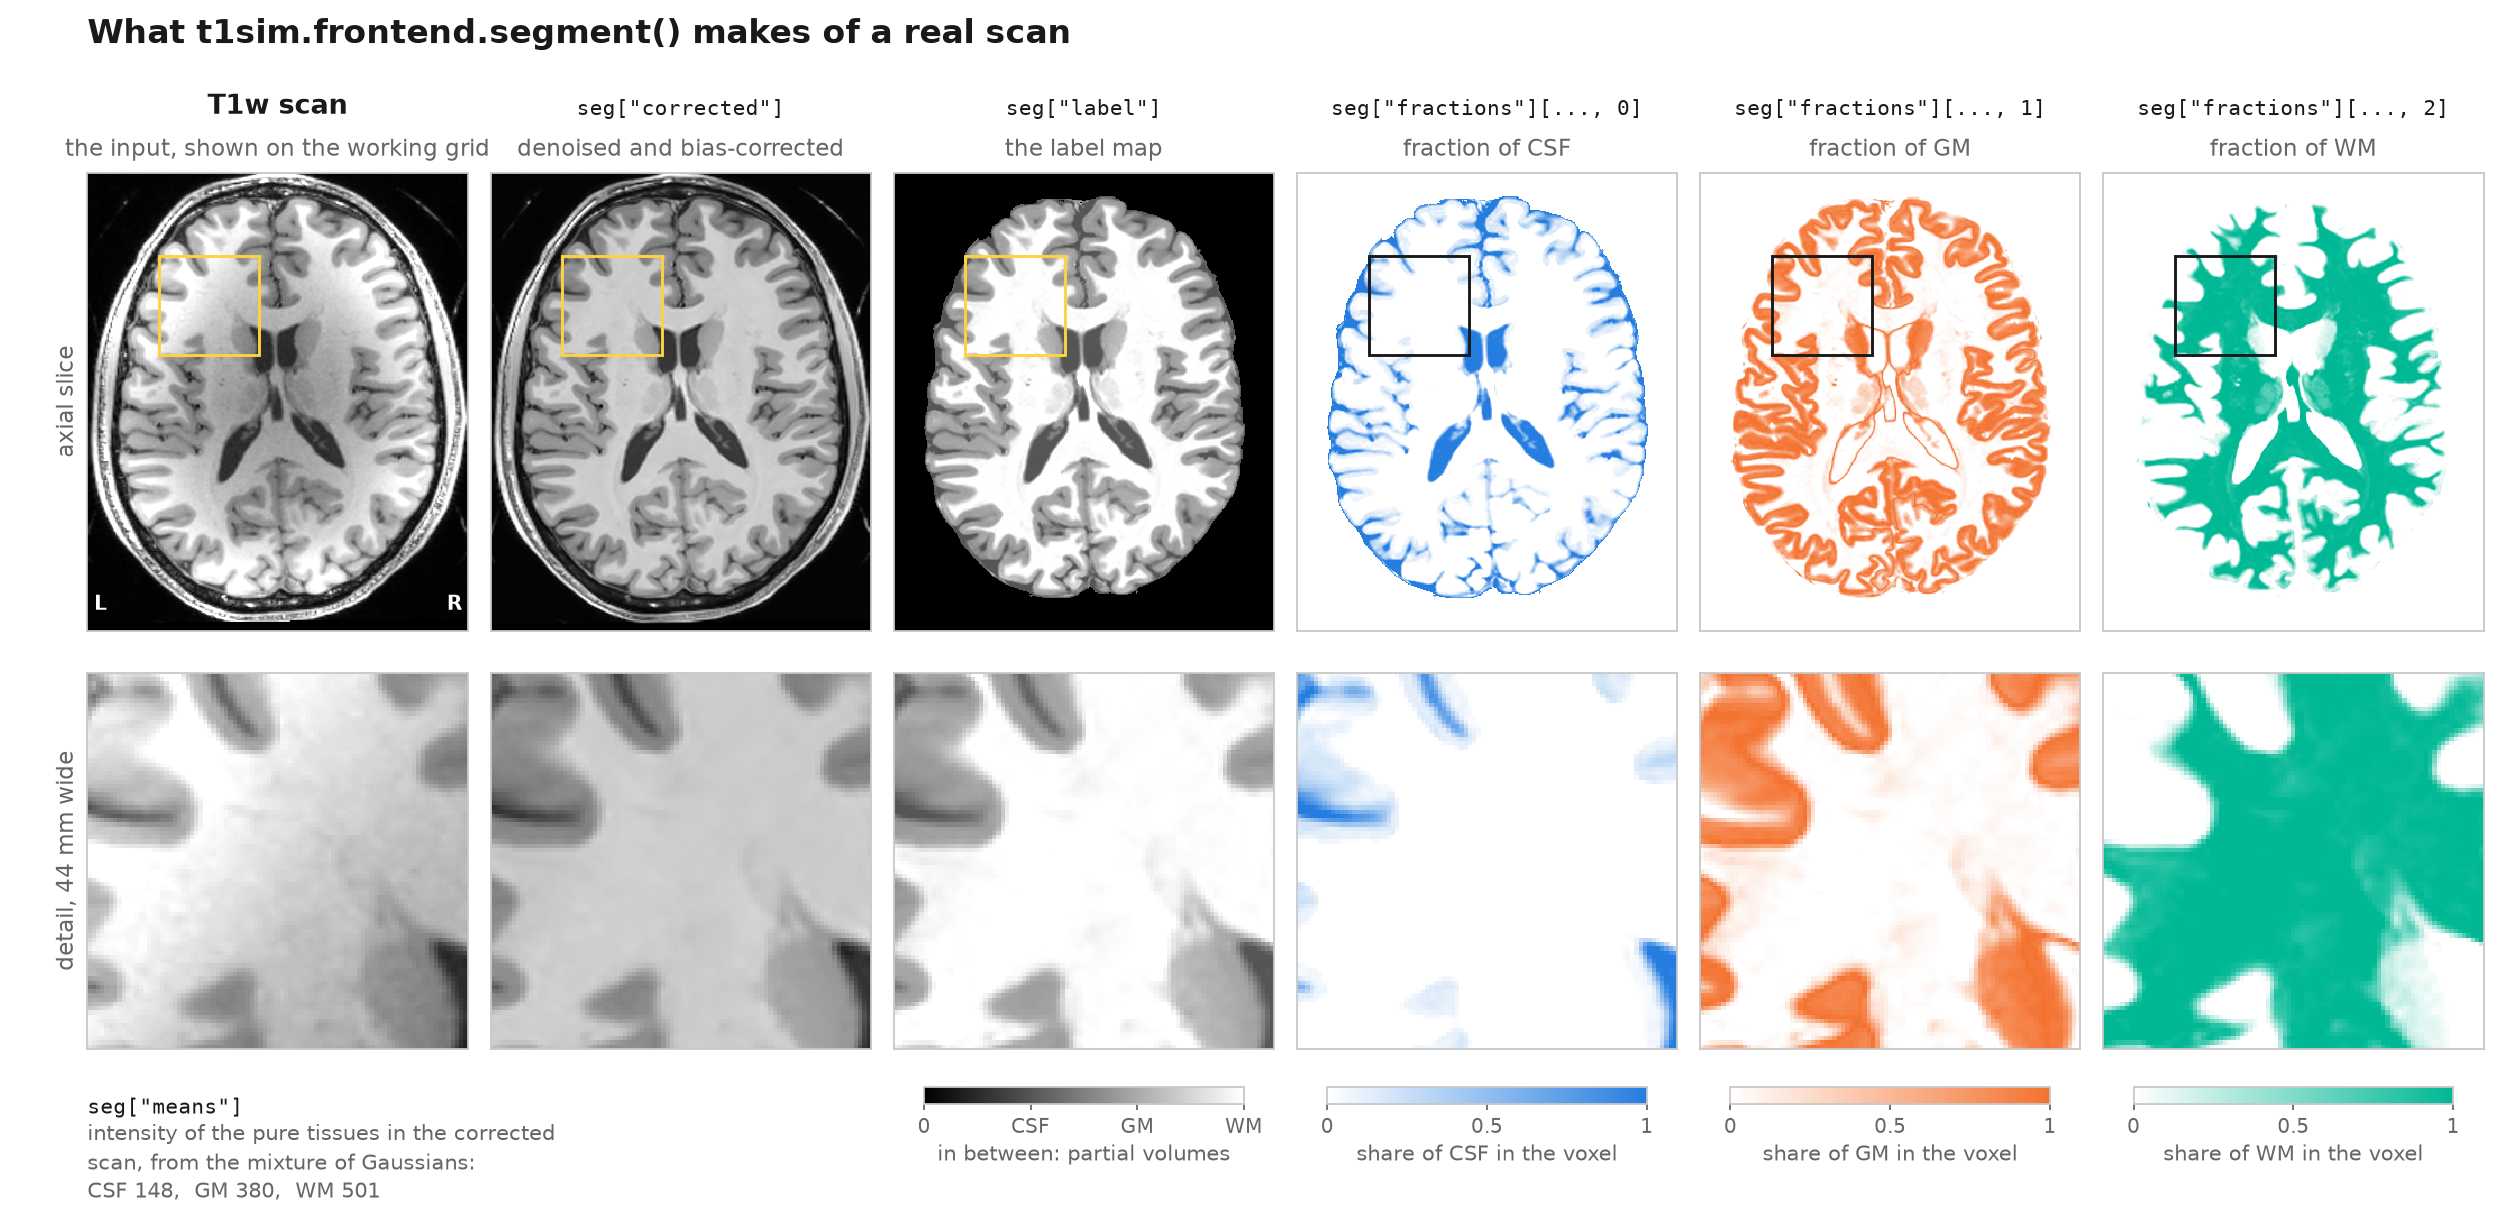 What t1sim.frontend.segment() makes of a real scan
T1w scan
the input, shown on the working grid
seg["corrected"]
denoised and bias-corrected
seg["label"]
the label map
seg["fractions"][..., 0]
fraction of CSF
seg["fractions"][..., 1]
fraction of GM
seg["fractions"][..., 2]
fraction of WM
axial slice
L
R
detail, 44 mm wide
seg["means"]
intensity of the pure tissues in the corrected
scan, from the mixture of Gaussians:
CSF 148, GM 380, WM 501
0 CSF GM WM
in between: partial volumes
0 0.5 1
share of CSF in the voxel
0 0.5 1
share of GM in the voxel
0 0.5 1
share of WM in the voxel